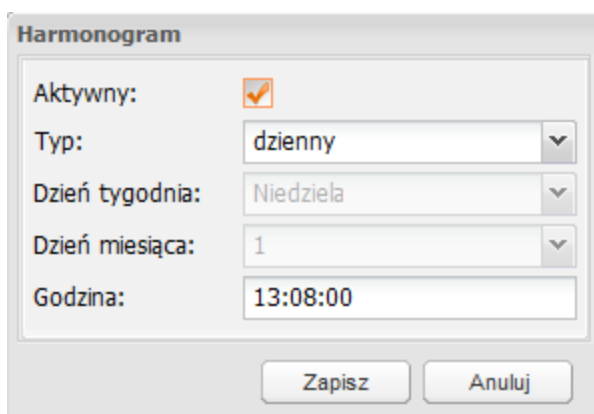 Harmonogram
Aktywny:
Typ: dzienny
Dzień tygodnia: Niedziela
Dzień miesiąca: 1
Godzina: 13:08:00
Zapisz Anuluj